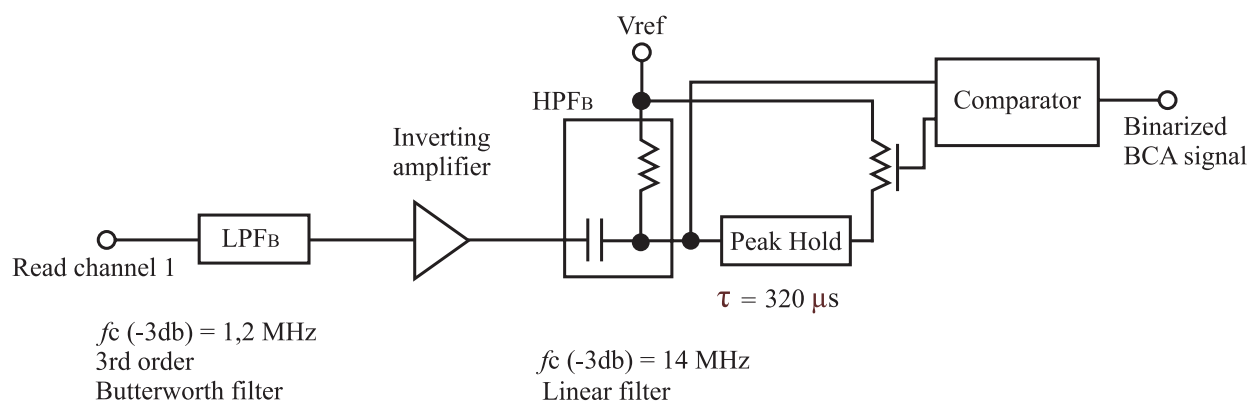 Vref
HPFB
Comparator
Inverting
amplifier
Binarized
BCA signal
LPFB
Peak Hold
Read channel 1
τ = 320 μs
fc (-3db) = 1,2 MHz
3rd order
Butterworth filter
fc (-3db) = 14 MHz
Linear filter